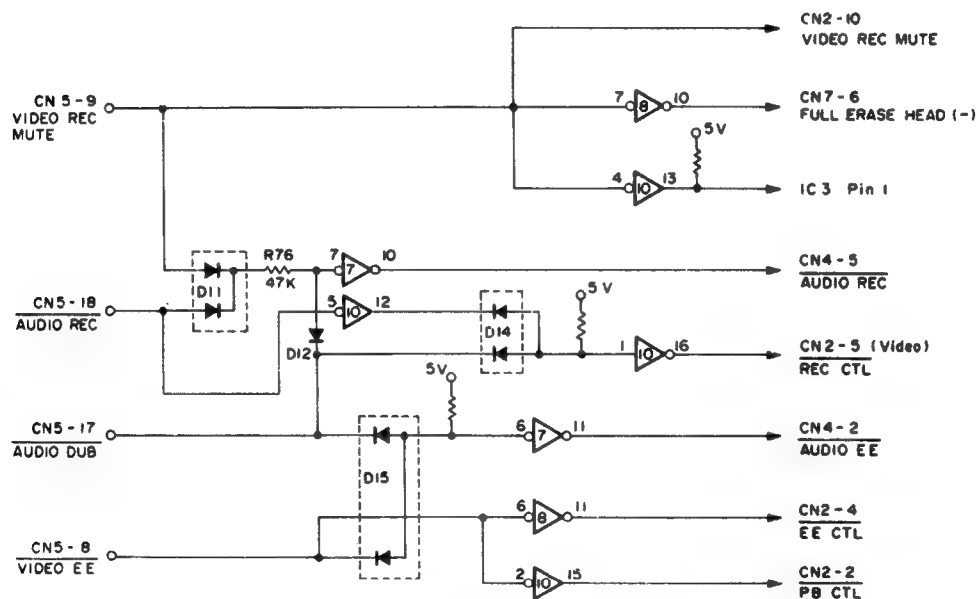 CN2-10
VIDEO REC MUTE
CN5-9
VIDEO REC
MUTE
7 8 10
CN7-6
FULL ERASE HEAD (-)
5V
4 10 13
IC3 Pin 1
R76
47K
7 7 10
CN4-5
AUDIO REC
D11
CN5-18
AUDIO REC
5 10 12
5V
D14
D12
1 10 16
CN2-5 (Video)
REC CTL
5V
CN5-17
AUDIO DUB
6 7 11
CN4-2
AUDIO EE
D15
6 8 11
CN2-4
EE CTL
CN5-8
VIDEO EE
2 10 15
CN2-2
PB CTL